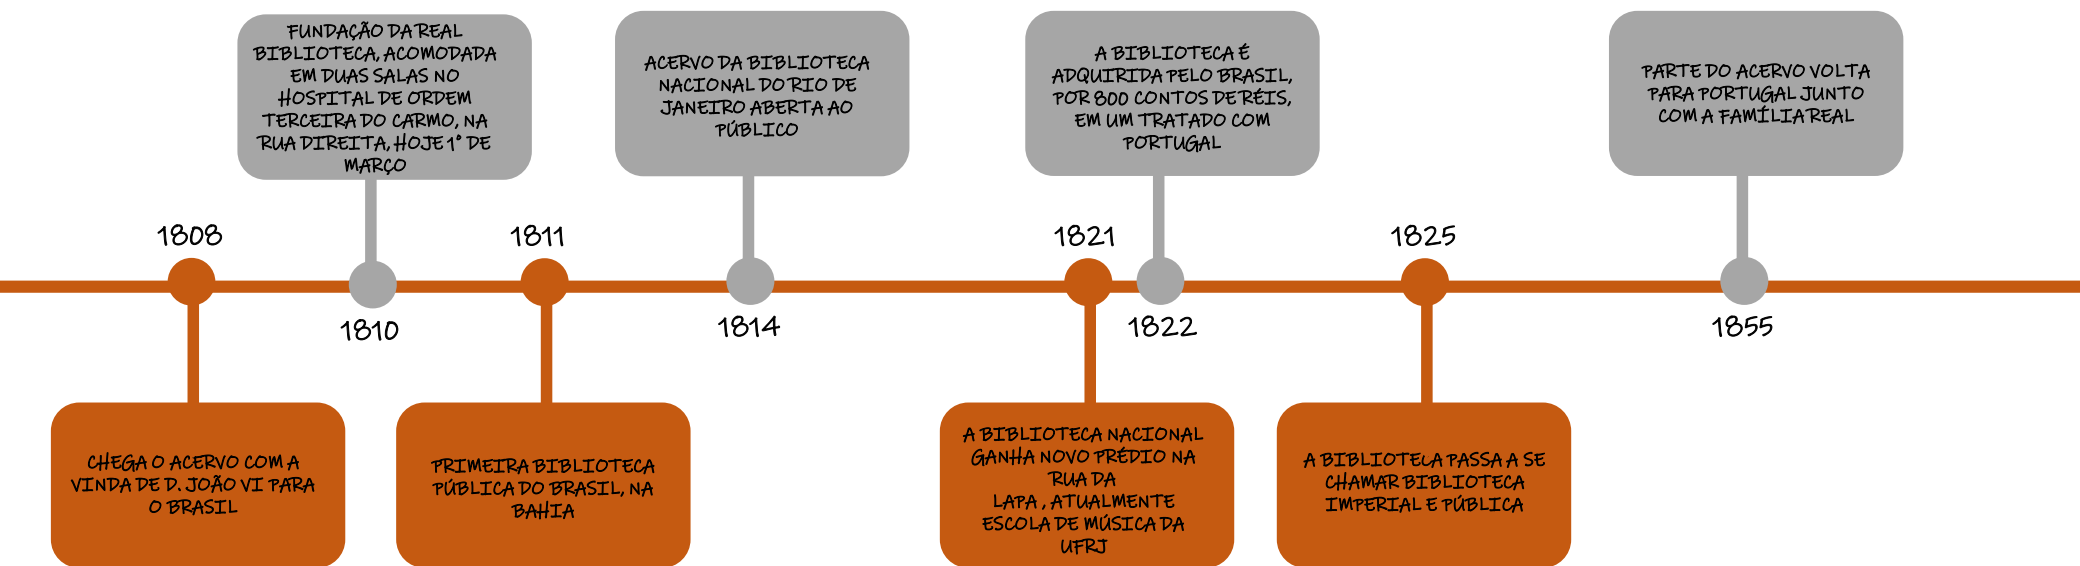 FUNDAÇÃO DA REAL
BIBLIOTECA, ACOMODADA
EM DUAS SALAS NO
HOSPITAL DE ORDEM
TERCEIRA DO CARMO, NA
RUA DIREITA, HOJE 1° DE
MARÇO
ACERVO DA BIBLIOTECA
NACIONAL DO RIO DE
JANEIRO ABERTA AO
PÚBLICO
A BIBLIOTECA É
ADQUIRIDA PELO BRASIL,
POR 800 CONTOS DE RÉIS,
EM UM TRATADO COM
PORTUGAL
PARTE DO ACERVO VOLTA
PARA PORTUGAL JUNTO
COM A FAMÍLIA REAL
1808
1811
1821
1825
1810
1814
1822
1855
CHEGA O ACERVO COM A
VINDA DE D. JOÃO VI PARA
O BRASIL
PRIMEIRA BIBLIOTECA
PÚBLICA DO BRASIL, NA
BAHIA
A BIBLIOTECA NACIONAL
GANHA NOVO PRÉDIO NA
RUA DA
LAPA , ATUALMENTE
ESCOLA DE MÚSICA DA
UFRJ
A BIBLIOTECA PASSA A SE
CHAMAR BIBLIOTECA
IMPERIAL E PÚBLICA